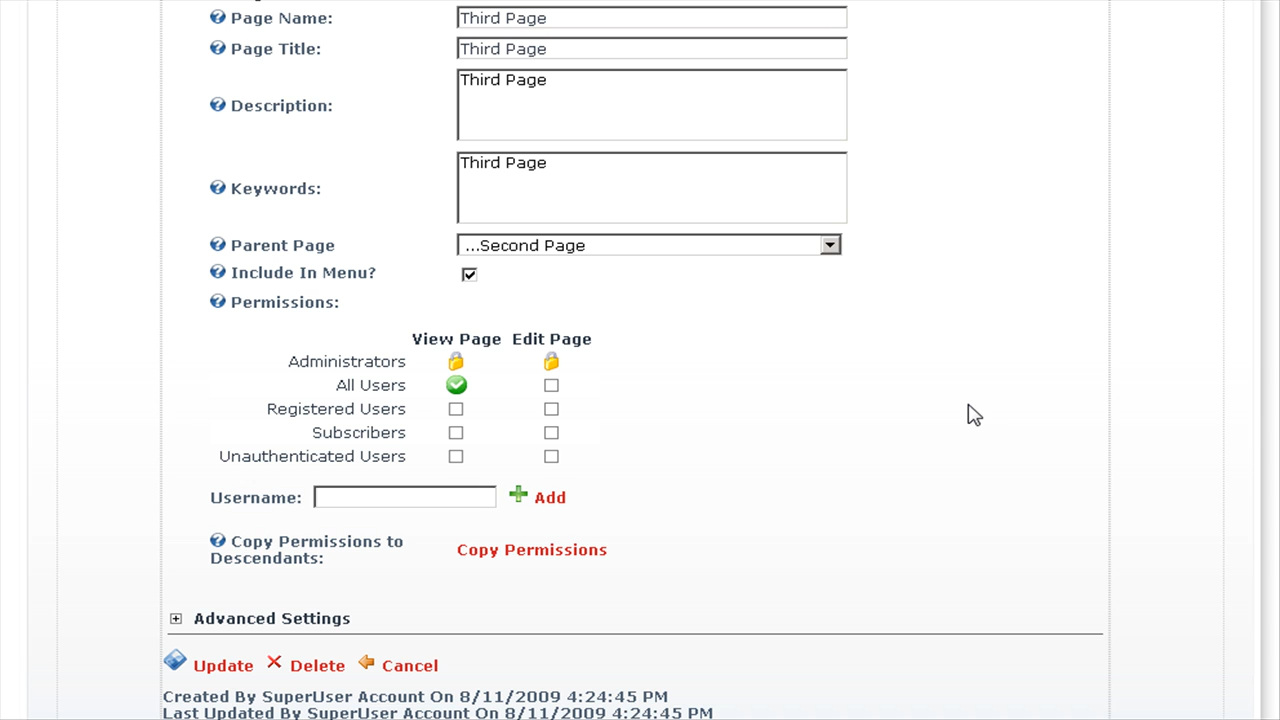 Page Name: Third Page
Page Title: Third Page
Description: Third Page
Keywords: Third Page
Parent Page ...Second Page
Include In Menu?
Permissions:
View Page Edit Page
Administrators
All Users
Registered Users
Subscribers
Unauthenticated Users
Username: Add
Copy Permissions to
Descendants: Copy Permissions
Advanced Settings
Update Delete Cancel
Created By SuperUser Account On 8/11/2009 4:24:45 PM
Last Updated By SuperUser Account On 8/11/2009 4:24:45 PM